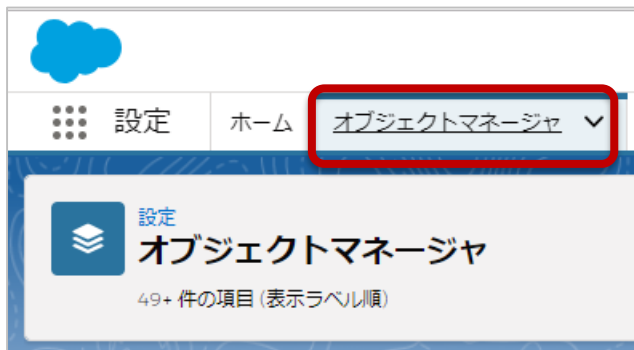 設定 ホーム オブジェクトマネージャ
設定
オブジェクトマネージャ
49+ 件の項目 (表示ラベル順)